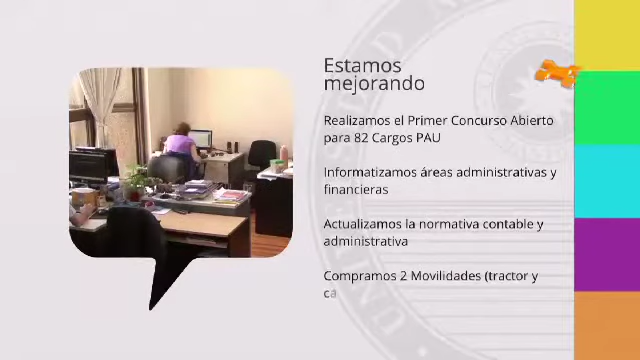 Estamos
mejorando
Realizamos el Primer Concurso Abierto
para 82 Cargos PAU
Informatizamos áreas administrativas y
financieras
Actualizamos la normativa contable y
administrativa
Compramos 2 Movilidades (tractor y